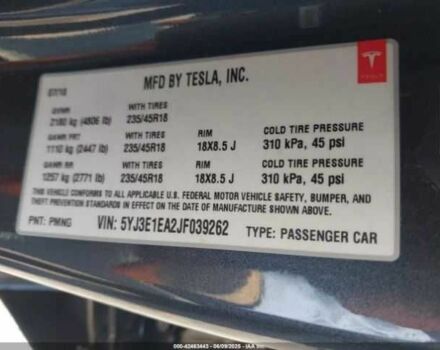 MFD BY TESLA, INC.
TESLA
07/18
GVWR WITH TIRES
2180 kg (4806 lb) 235/45R18
GAWR FRT WITH TIRES RIM COLD TIRE PRESSURE
1110 kg (2447 lb) 235/45R18 18X8.5 J 310 kPa, 45 psi
GAWR RR WITH TIRES RIM COLD TIRE PRESSURE
1257 kg (2771 lb) 235/45R18 18X8.5 J 310 kPa, 45 psi
THIS VEHICLE CONFORMS TO ALL APPLICABLE U.S. FEDERAL MOTOR VEHICLE SAFETY, BUMPER, AND
THEFT PREVENTION STANDARDS IN EFFECT ON THE DATE OF MANUFACTURE SHOWN ABOVE.
PNT: PMNG VIN: 5YJ3E1EA2JF039262 TYPE: PASSENGER CAR
000-42463443 - 06/09/2025 - IAA Inc.